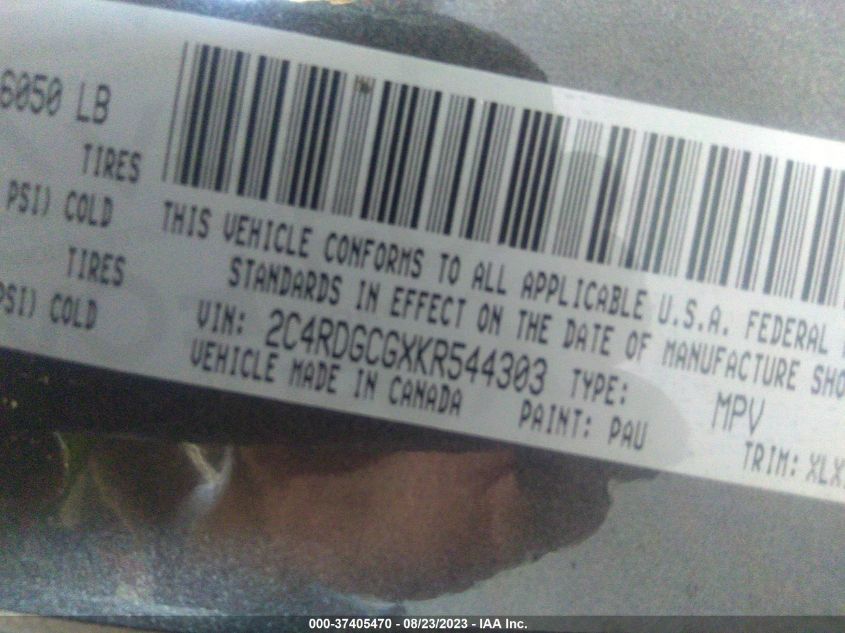 6050 LB
TIRES
PSI) COLD
TIRES
PSI) COLD
THIS VEHICLE CONFORMS TO ALL APPLICABLE U.S.A. FEDERAL
STANDARDS IN EFFECT ON THE DATE OF MANUFACTURE SHO
VIN: 2C4RDGCGXKR544303 TYPE: MPV
VEHICLE MADE IN CANADA PAINT: PAU TRIM: XLX
000-37405470 - 08/23/2023 - IAA Inc.